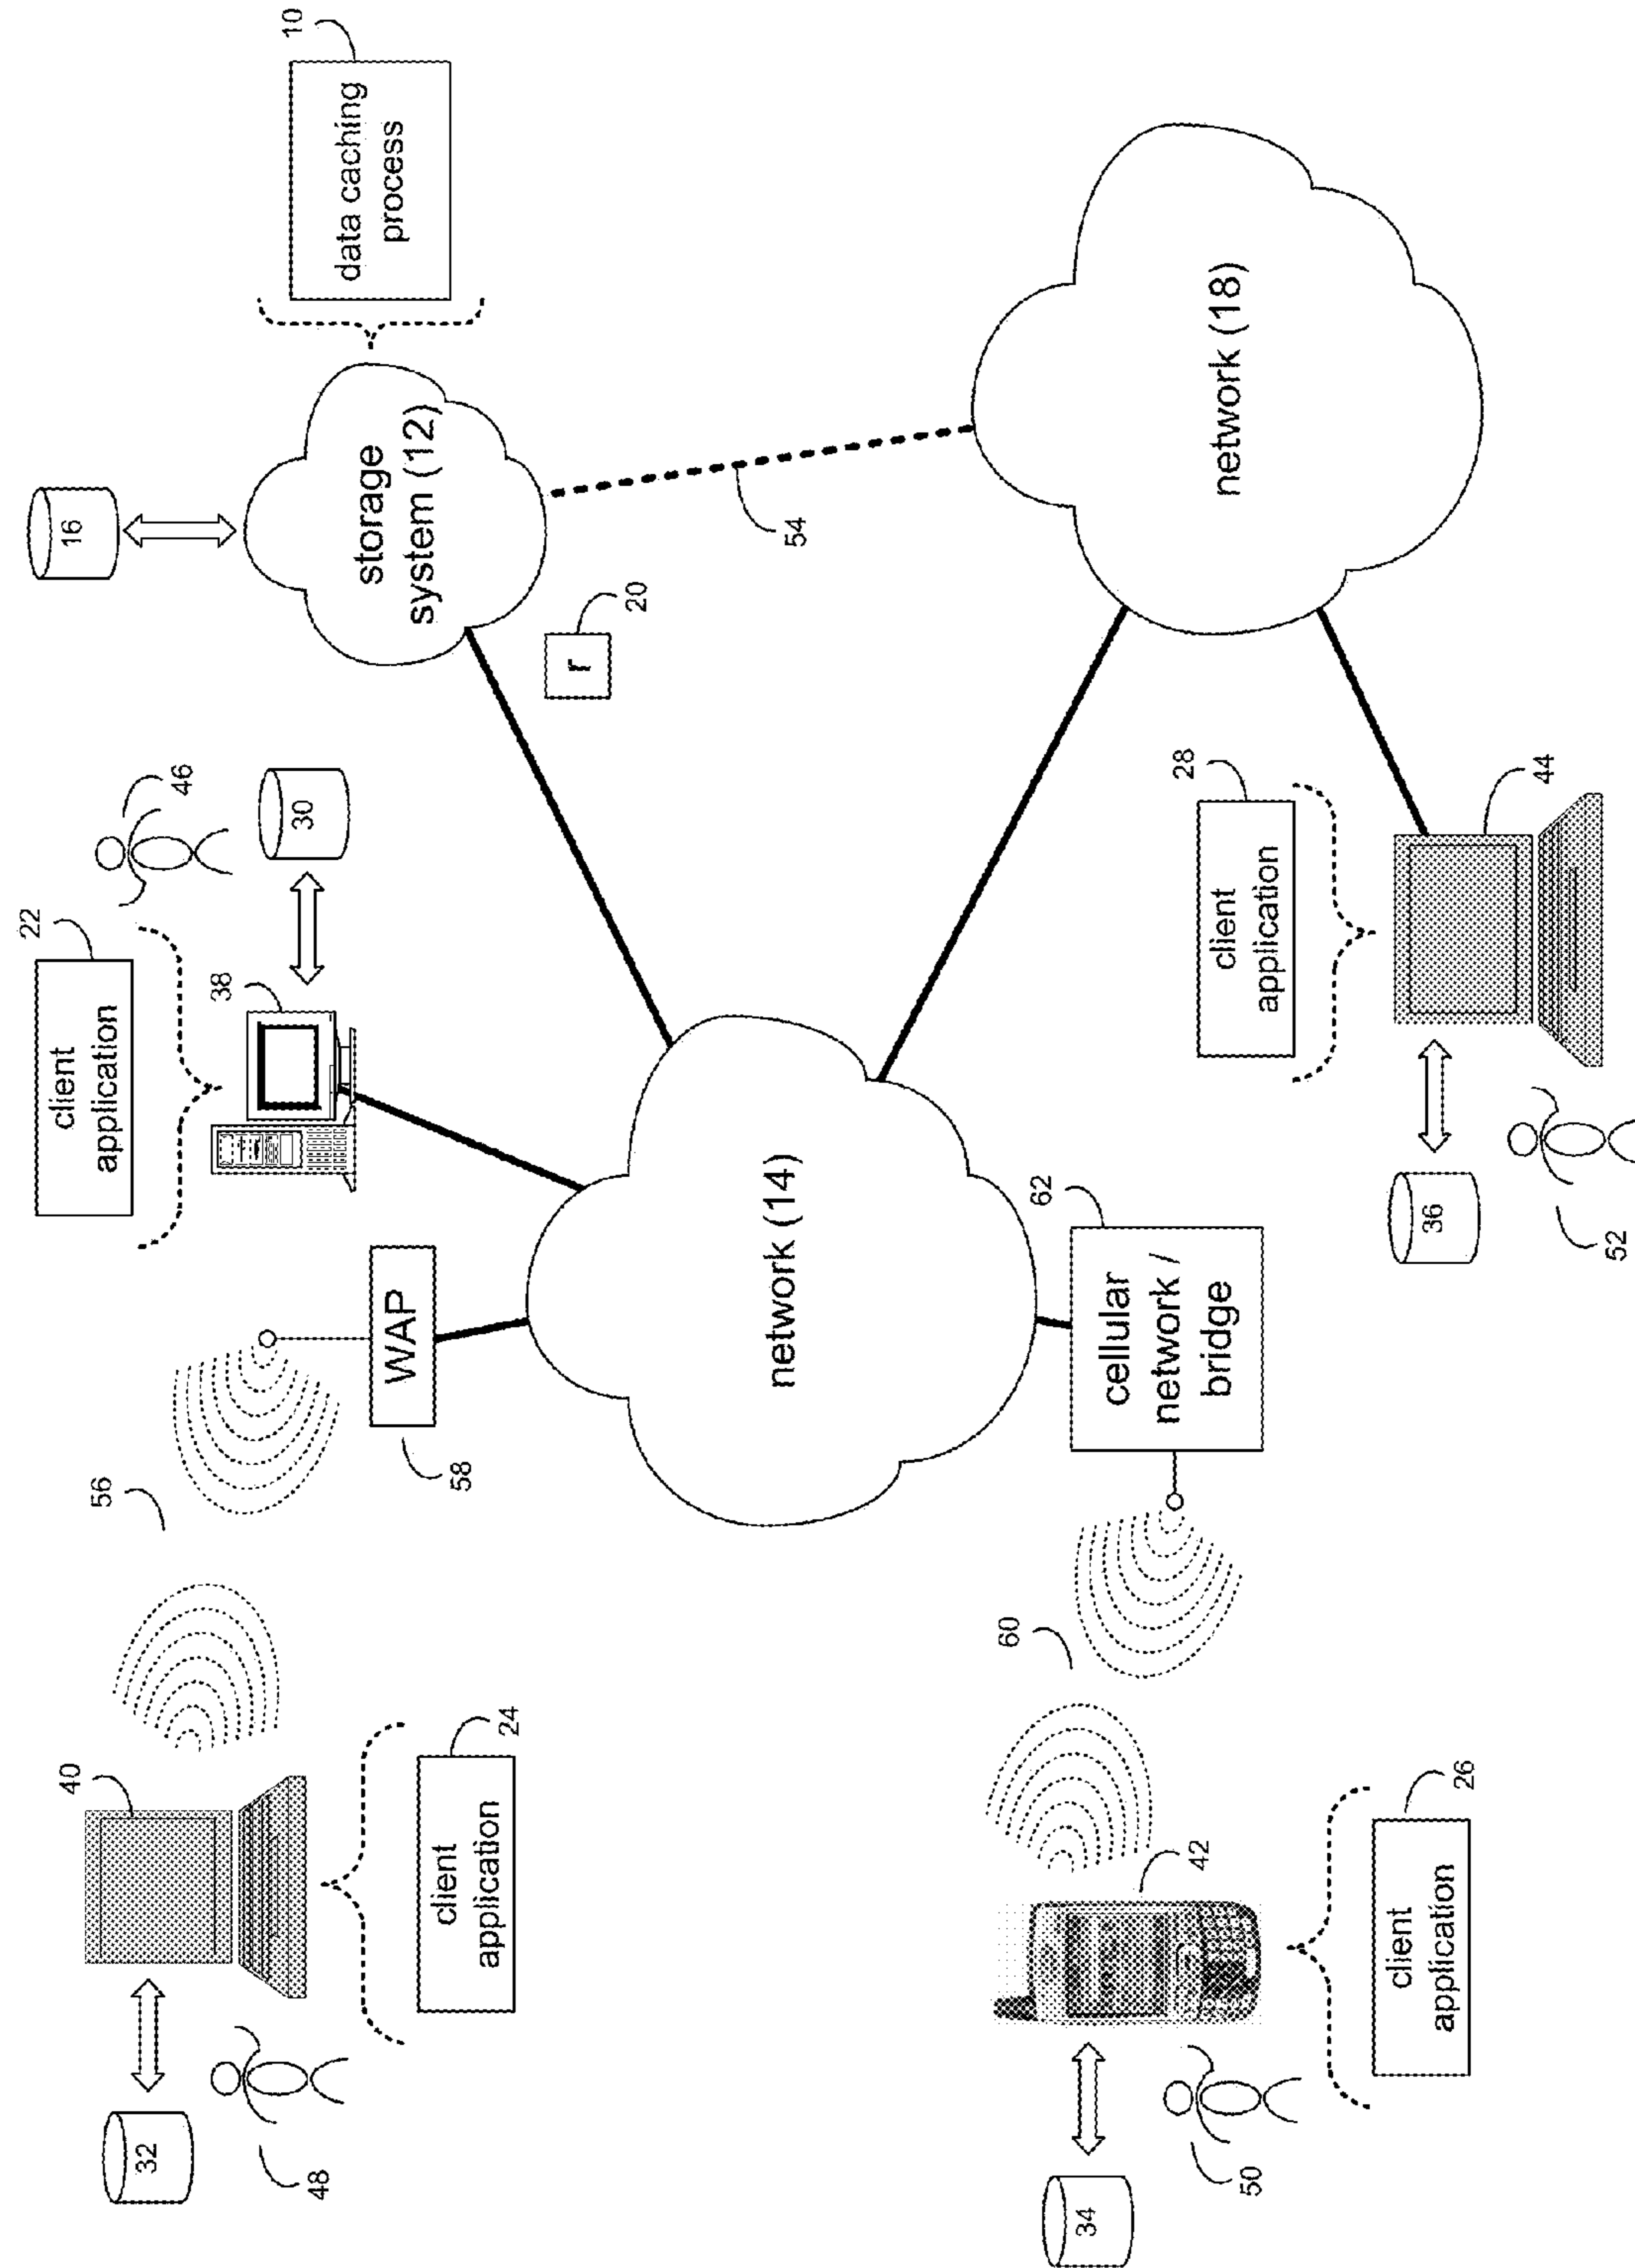 32
48
40
client
application
24
56
WAP
58
client
application
22
38
46
30
16
storage
system (12)
data caching
process
10
r
20
54
network (14)
network (18)
34
50
42
client
application
26
60
cellular
network /
bridge
62
client
application
28
44
36
52